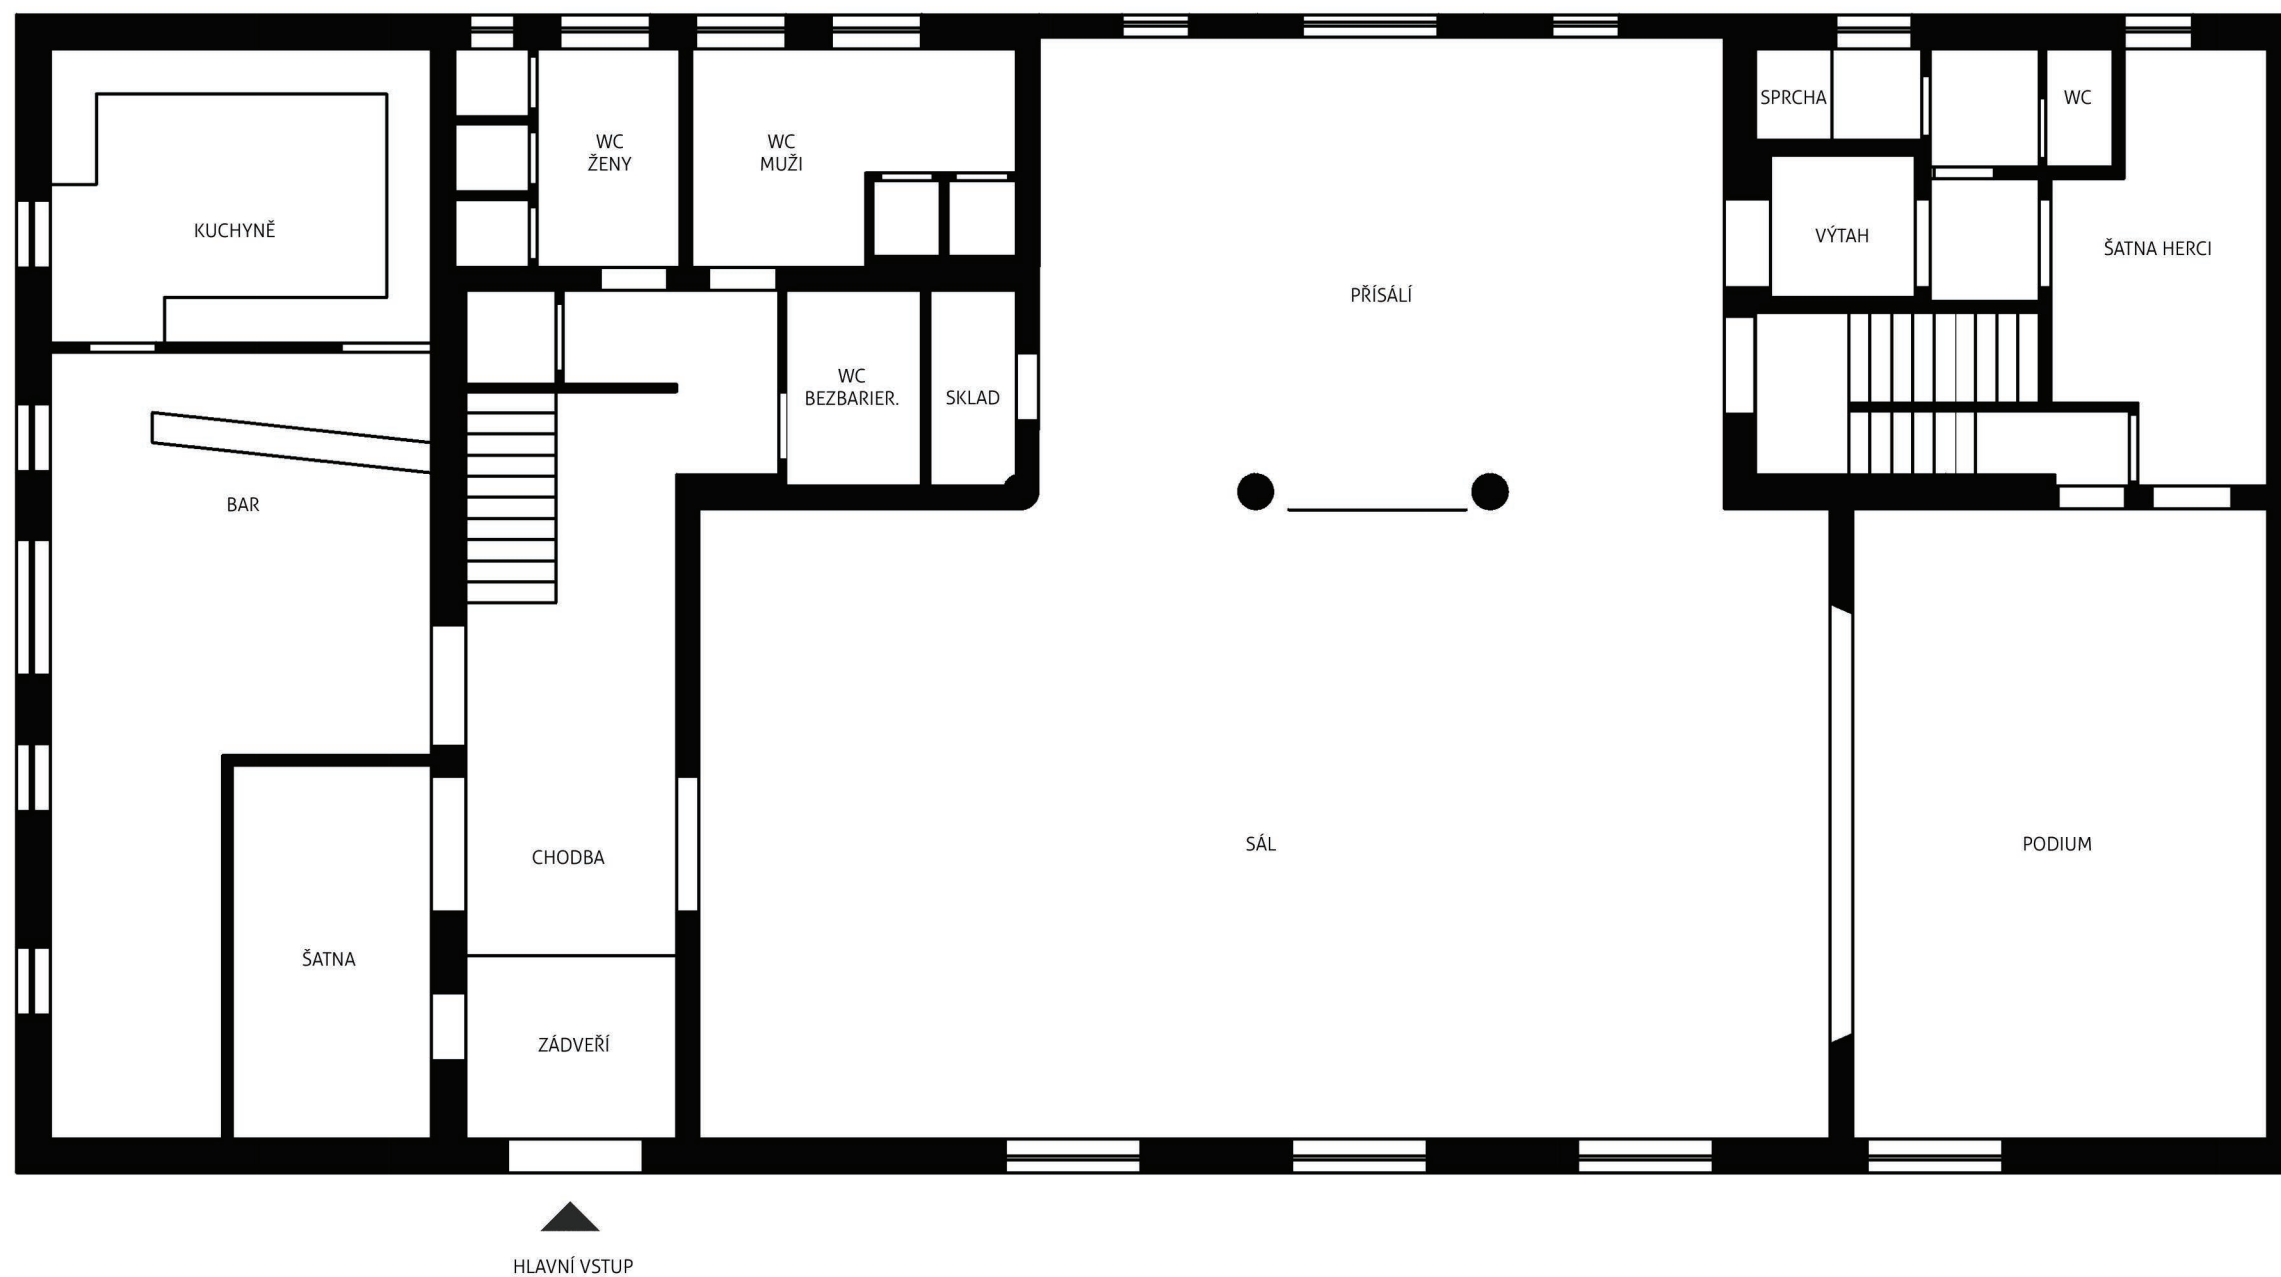 SPRCHA
WC
WC
ŽENY
WC
MUŽI
KUCHYNĚ
VÝTAH
ŠATNA HERCI
PŘÍSÁLÍ
WC
BEZBARIER.
SKLAD
BAR
SÁL
PODIUM
CHODBA
ŠATNA
ZÁDVEŘÍ
HLAVNÍ VSTUP